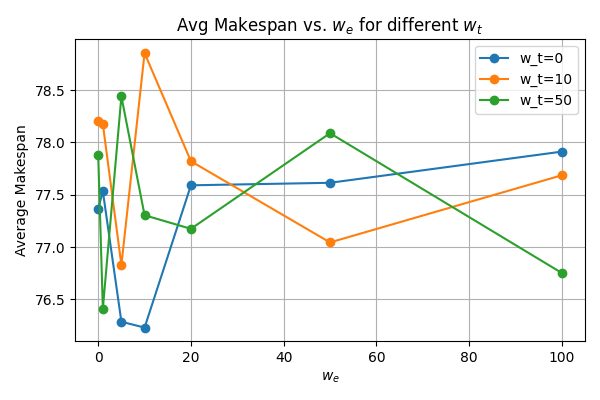 Avg Makespan vs. w_e for different w_t
w_t=0
w_t=10
w_t=50
Average Makespan
78.5
78.0
77.5
77.0
76.5
0 20 40 60 80 100
w_e